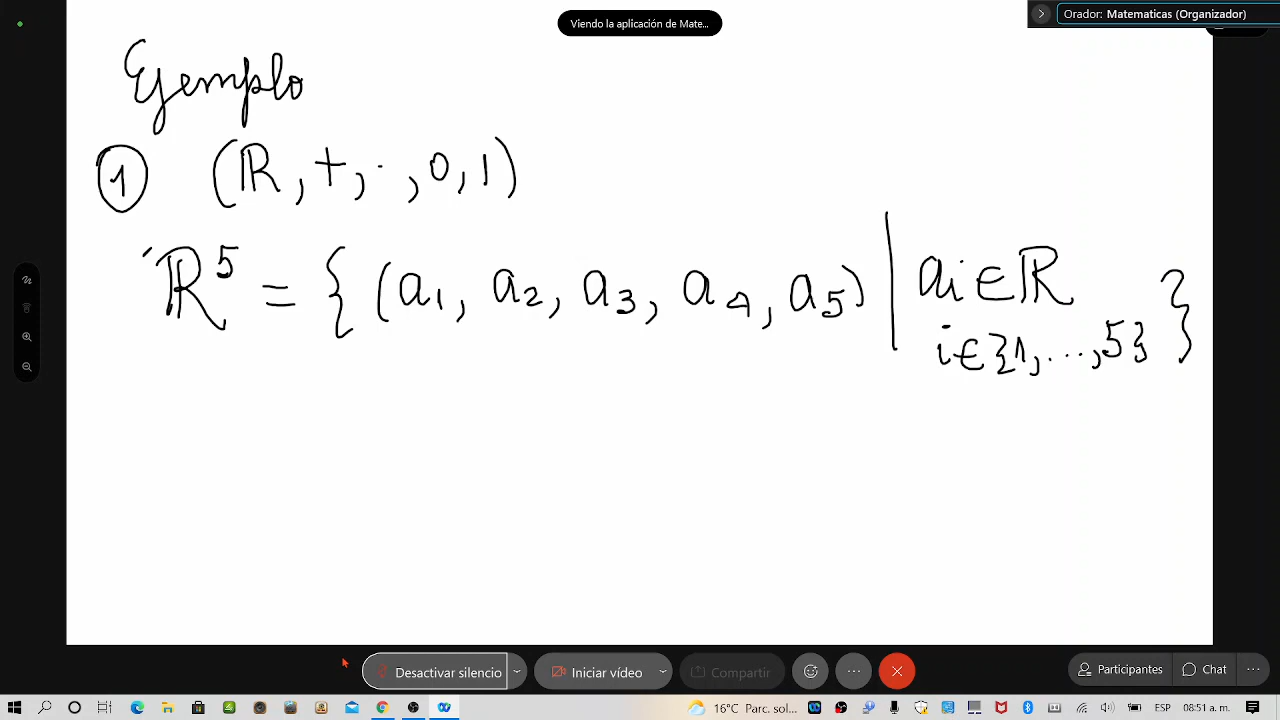 Viendo la aplicación de Mate...
Orador: Matematicas (Organizador)
Ejemplo
① (ℝ, +, ·, 0, 1)
ℝ⁵ = { (a₁, a₂, a₃, a₄, a₅) | aᵢ ∈ ℝ
i ∈ {1, ..., 5} }
Desactivar silencio
Iniciar vídeo
Compartir
Participantes
Chat
16°C Parc. sol...
ESP
08:51 a. m.